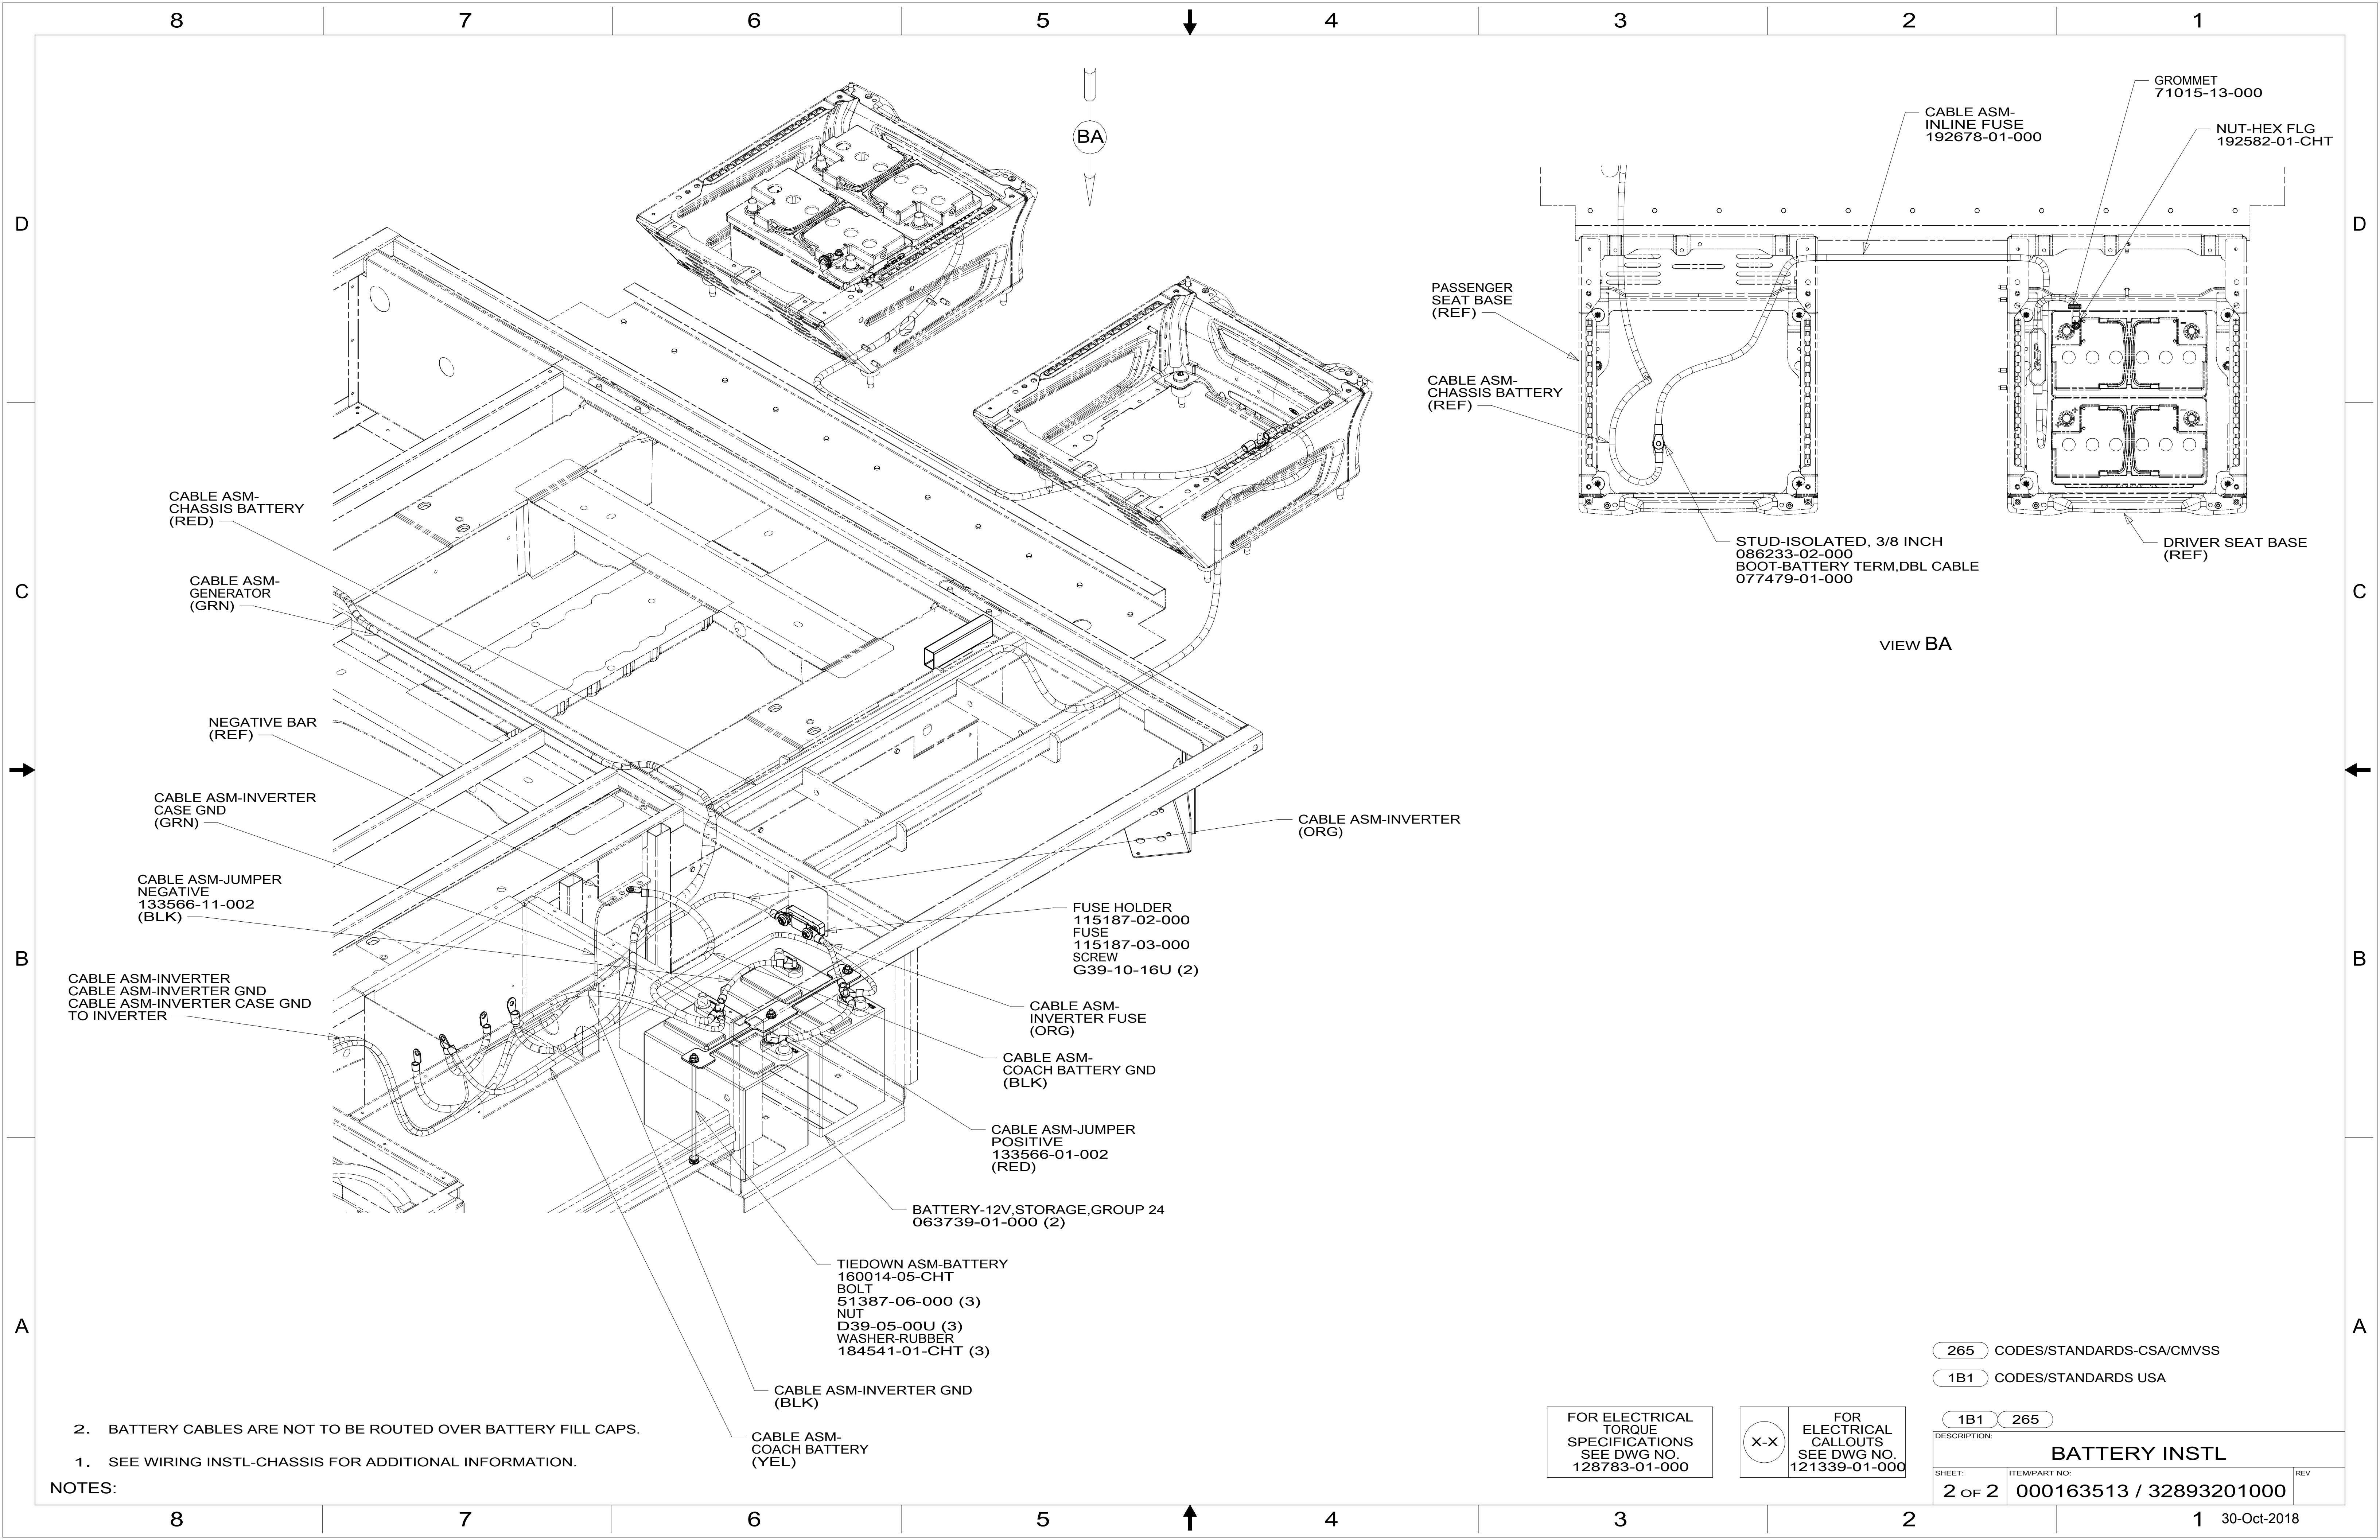 8 7 6 5 4 3 2 1
D
D
C
C
B
B
A
A
BA
GROMMET
71015-13-000
CABLE ASM-
INLINE FUSE
192678-01-000
NUT-HEX FLG
192582-01-CHT
PASSENGER
SEAT BASE
(REF)
CABLE ASM-
CHASSIS BATTERY
(REF)
STUD-ISOLATED, 3/8 INCH
086233-02-000
BOOT-BATTERY TERM,DBL CABLE
077479-01-000
DRIVER SEAT BASE
(REF)
VIEW BA
CABLE ASM-
CHASSIS BATTERY
(RED)
CABLE ASM-
GENERATOR
(GRN)
NEGATIVE BAR
(REF)
CABLE ASM-INVERTER
CASE GND
(GRN)
CABLE ASM-JUMPER
NEGATIVE
133566-11-002
(BLK)
CABLE ASM-INVERTER
CABLE ASM-INVERTER GND
CABLE ASM-INVERTER CASE GND
TO INVERTER
CABLE ASM-INVERTER
(ORG)
FUSE HOLDER
115187-02-000
FUSE
115187-03-000
SCREW
G39-10-16U (2)
CABLE ASM-
INVERTER FUSE
(ORG)
CABLE ASM-
COACH BATTERY GND
(BLK)
CABLE ASM-JUMPER
POSITIVE
133566-01-002
(RED)
BATTERY-12V,STORAGE,GROUP 24
063739-01-000 (2)
TIEDOWN ASM-BATTERY
160014-05-CHT
BOLT
51387-06-000 (3)
NUT
D39-05-00U (3)
WASHER-RUBBER
184541-01-CHT (3)
CABLE ASM-INVERTER GND
(BLK)
CABLE ASM-
COACH BATTERY
(YEL)
2. BATTERY CABLES ARE NOT TO BE ROUTED OVER BATTERY FILL CAPS.
1. SEE WIRING INSTL-CHASSIS FOR ADDITIONAL INFORMATION.
NOTES:
265 CODES/STANDARDS-CSA/CMVSS
1B1 CODES/STANDARDS USA
1B1 265
FOR ELECTRICAL
TORQUE
SPECIFICATIONS
SEE DWG NO.
128783-01-000
X-X
FOR
ELECTRICAL
CALLOUTS
SEE DWG NO.
121339-01-000
DESCRIPTION:
BATTERY INSTL
SHEET:
2 OF 2
ITEM/PART NO:
000163513 / 32893201000
REV
8 7 6 5 4 3 2 1
30-Oct-2018